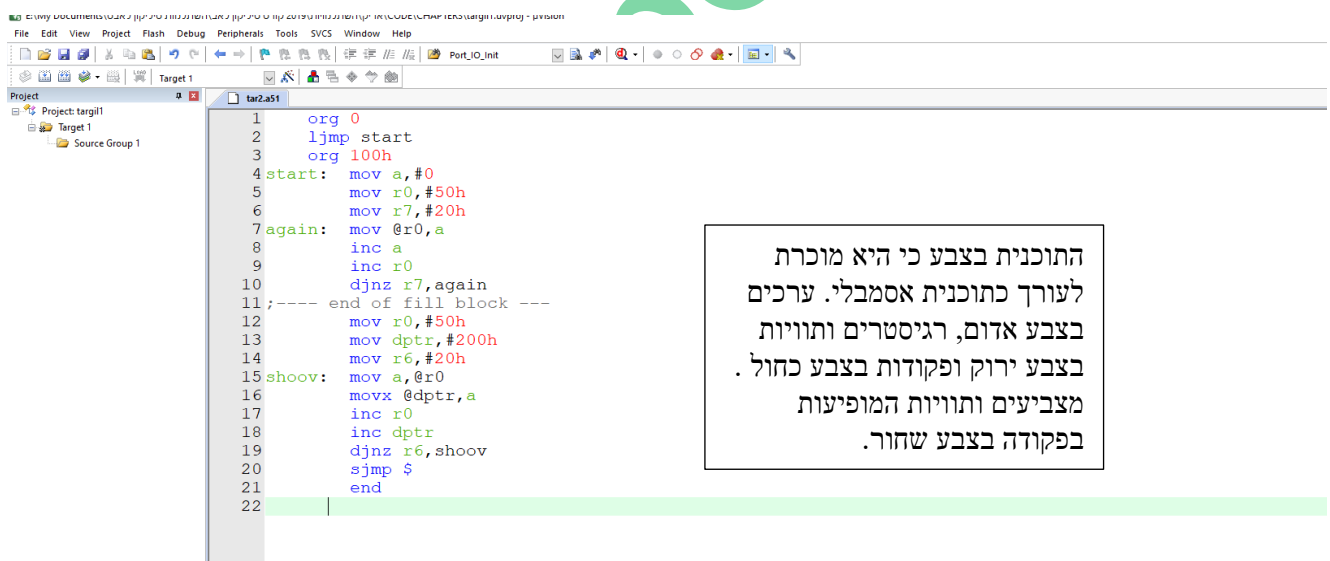 File Edit View Project Flash Debug Peripherals Tools SVCS Window Help
Port_IO_Init
LOAD Target 1
Project
tar2.a51
Project: targil1
Target 1
Source Group 1
1 org 0
2 ljmp start
3 org 100h
4 start: mov a,#0
5 mov r0,#50h
6 mov r7,#20h
7 again: mov @r0,a
8 inc a
9 inc r0
10 djnz r7,again
11 ;---- end of fill block ---
12 mov r0,#50h
13 mov dptr,#200h
14 mov r6,#20h
15 shoov: mov a,@r0
16 movx @dptr,a
17 inc r0
18 inc dptr
19 djnz r6,shoov
20 sjmp $
21 end
22
התוכנית בצבע כי היא מוכרת
לעורך כתוכנית אסמבלי. ערכים
בצבע אדום, רגיסטרים ותוויות
בצבע ירוק ופקודות בצבע כחול .
מצביעים ותוויות המופיעות
בפקודה בצבע שחור.